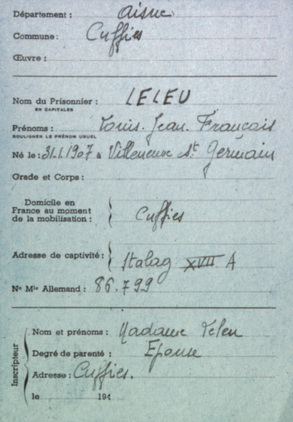 Département : Aisne
Commune : Cuffies
Œuvre :
Nom du Prisonnier : LELEU
EN CAPITALES
Prénoms : Louis. Jean. François
SOULIGNER LE PRÉNOM USUEL
Né le : 31.1.1907 à Villeneuve St Germain
Grade et Corps :
Domicile en
France au moment
de la mobilisation : Cuffies
Adresse de captivité : Stalag XVII A
No Mle Allemand : 86.799
Inscripteur
Nom et prénoms : Madame Leleu
Degré de parenté : Epouse
Adresse : Cuffies.
le 194